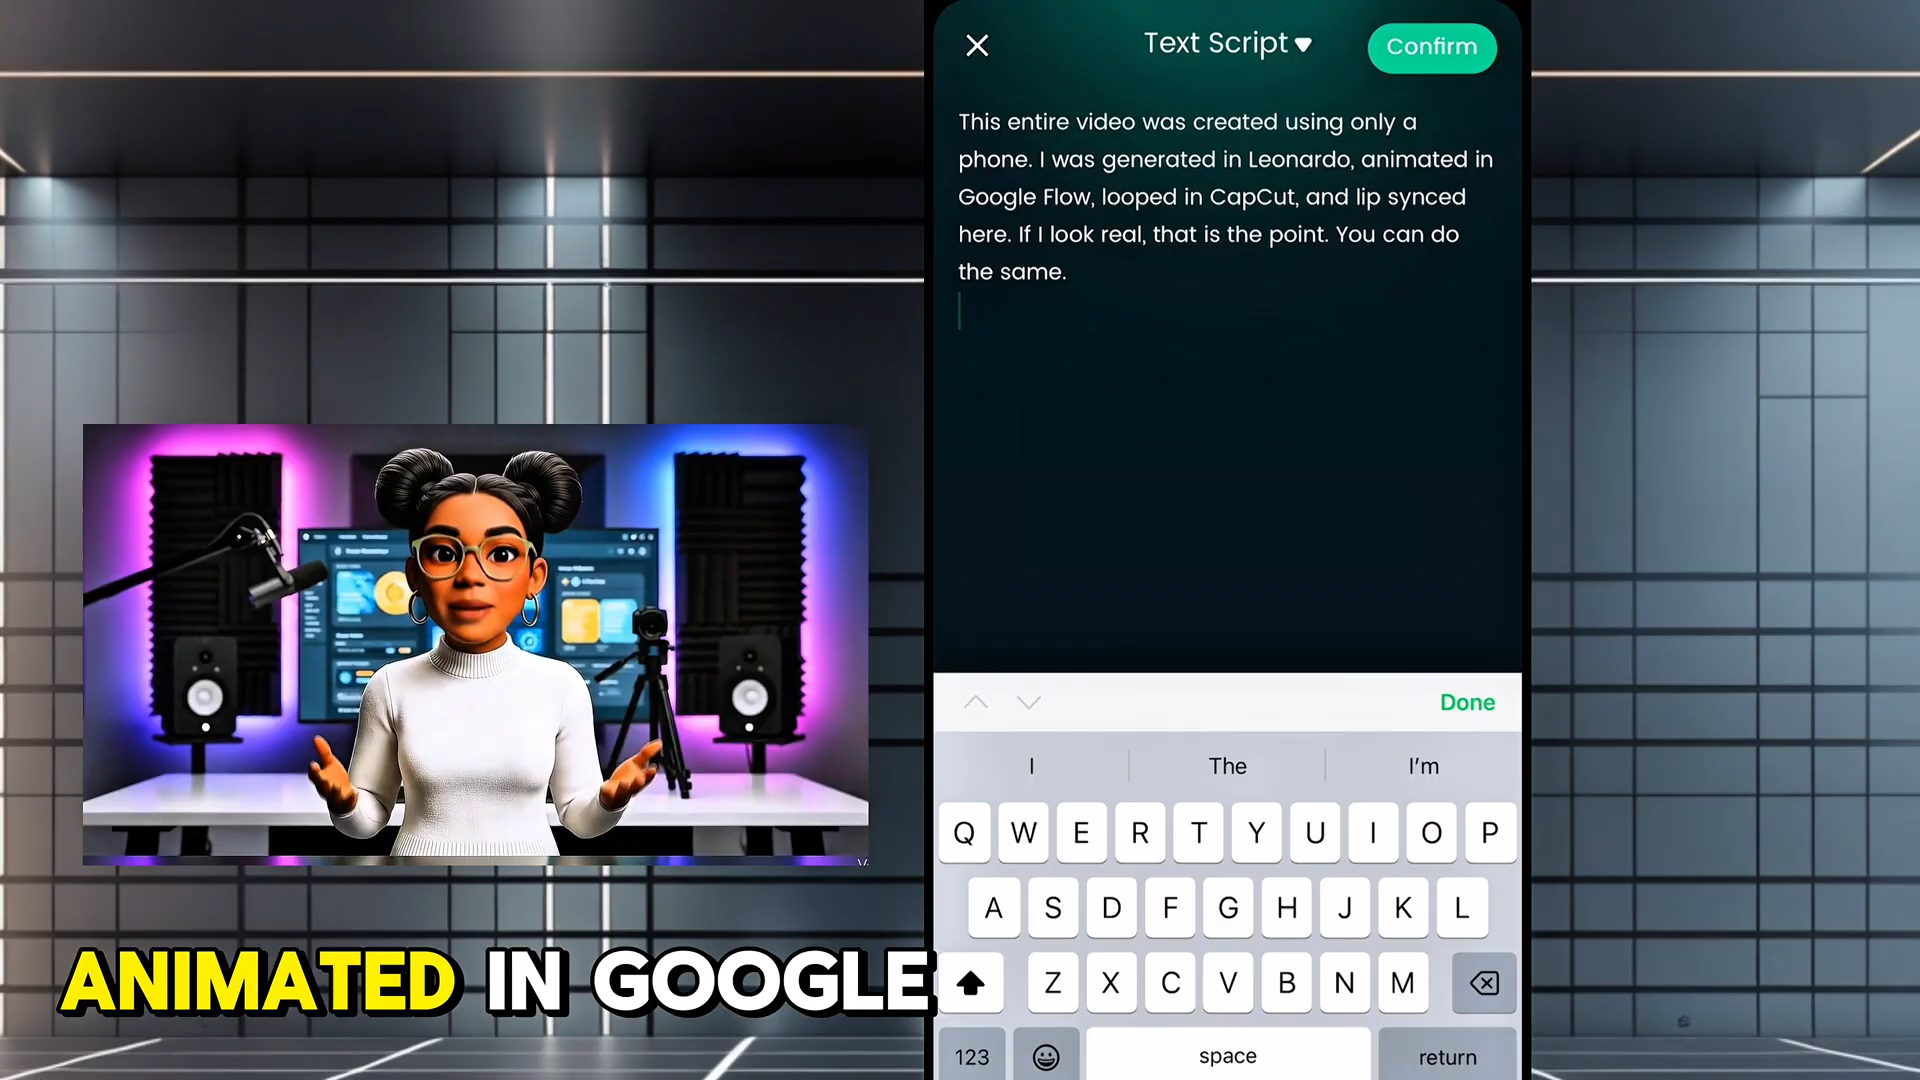 Text Script
Confirm
This entire video was created using only a
phone. I was generated in Leonardo, animated in
Google Flow, looped in CapCut, and lip synced
here. If I look real, that is the point. You can do
the same.
Done
I
The
I'm
Q W E R T Y U I O P
A S D F G H J K L
Z X C V B N M
123
space
return
ANIMATED IN GOOGLE